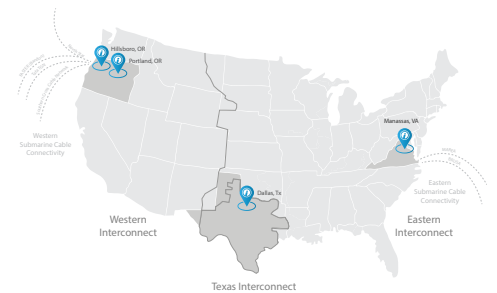 Hillsboro, OR
Portland, OR
Western
Submarine Cable
Connectivity
Manassas, VA
Eastern
Submarine Cable
Connectivity
Dallas, Tx
Western
Interconnect
Eastern
Interconnect
Texas Interconnect